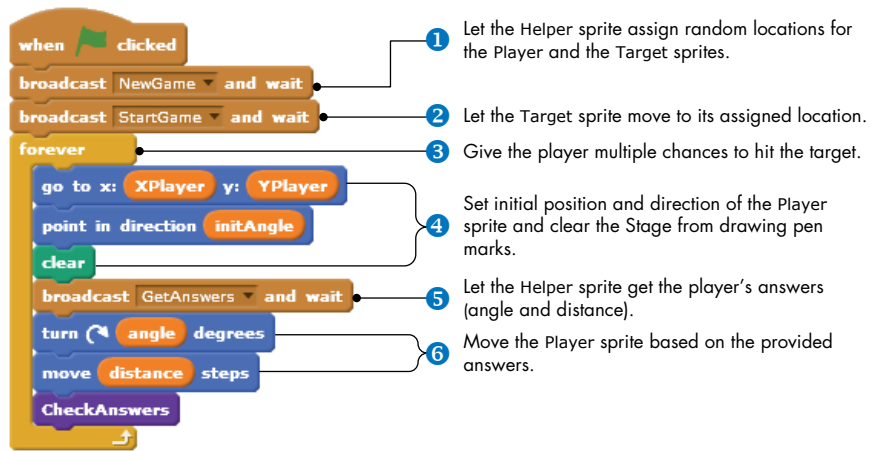 when clicked
broadcast NewGame and wait
broadcast StartGame and wait
forever
go to x: XPlayer y: YPlayer
point in direction initAngle
clear
broadcast GetAnswers and wait
turn angle degrees
move distance steps
CheckAnswers
1 Let the Helper sprite assign random locations for
the Player and the Target sprites.
2 Let the Target sprite move to its assigned location.
3 Give the player multiple chances to hit the target.
4 Set initial position and direction of the Player
sprite and clear the Stage from drawing pen
marks.
5 Let the Helper sprite get the player's answers
(angle and distance).
6 Move the Player sprite based on the provided
answers.